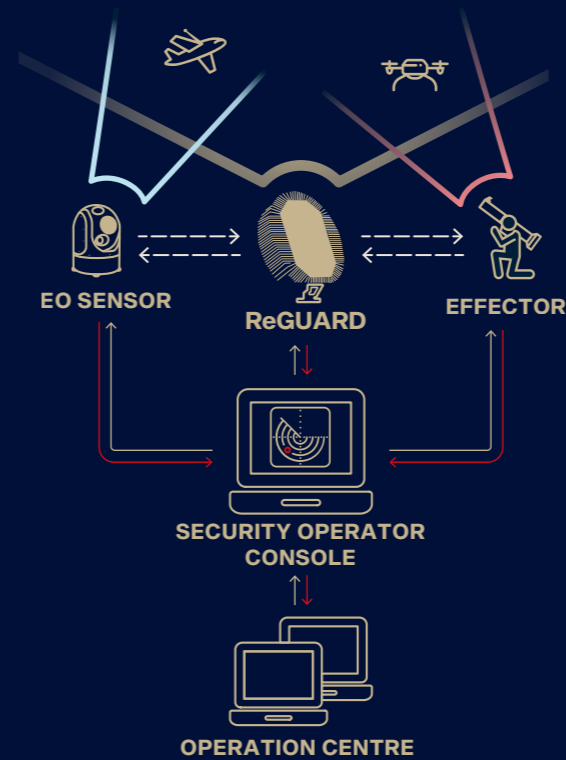 EO SENSOR
ReGUARD
EFFECTOR
SECURITY OPERATOR
CONSOLE
OPERATION CENTRE